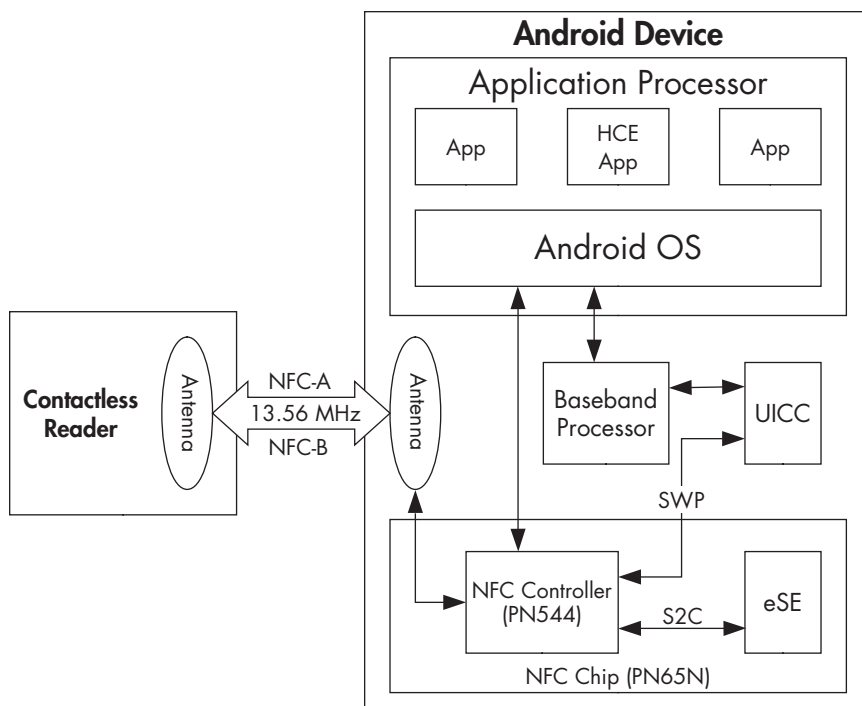 Android Device
Application Processor
App
HCE
App
App
Android OS
Contactless
Reader
Antenna
NFC-A
13.56 MHz
NFC-B
Antenna
Baseband
Processor
UICC
SWP
NFC Controller
(PN544)
S2C
eSE
NFC Chip (PN65N)